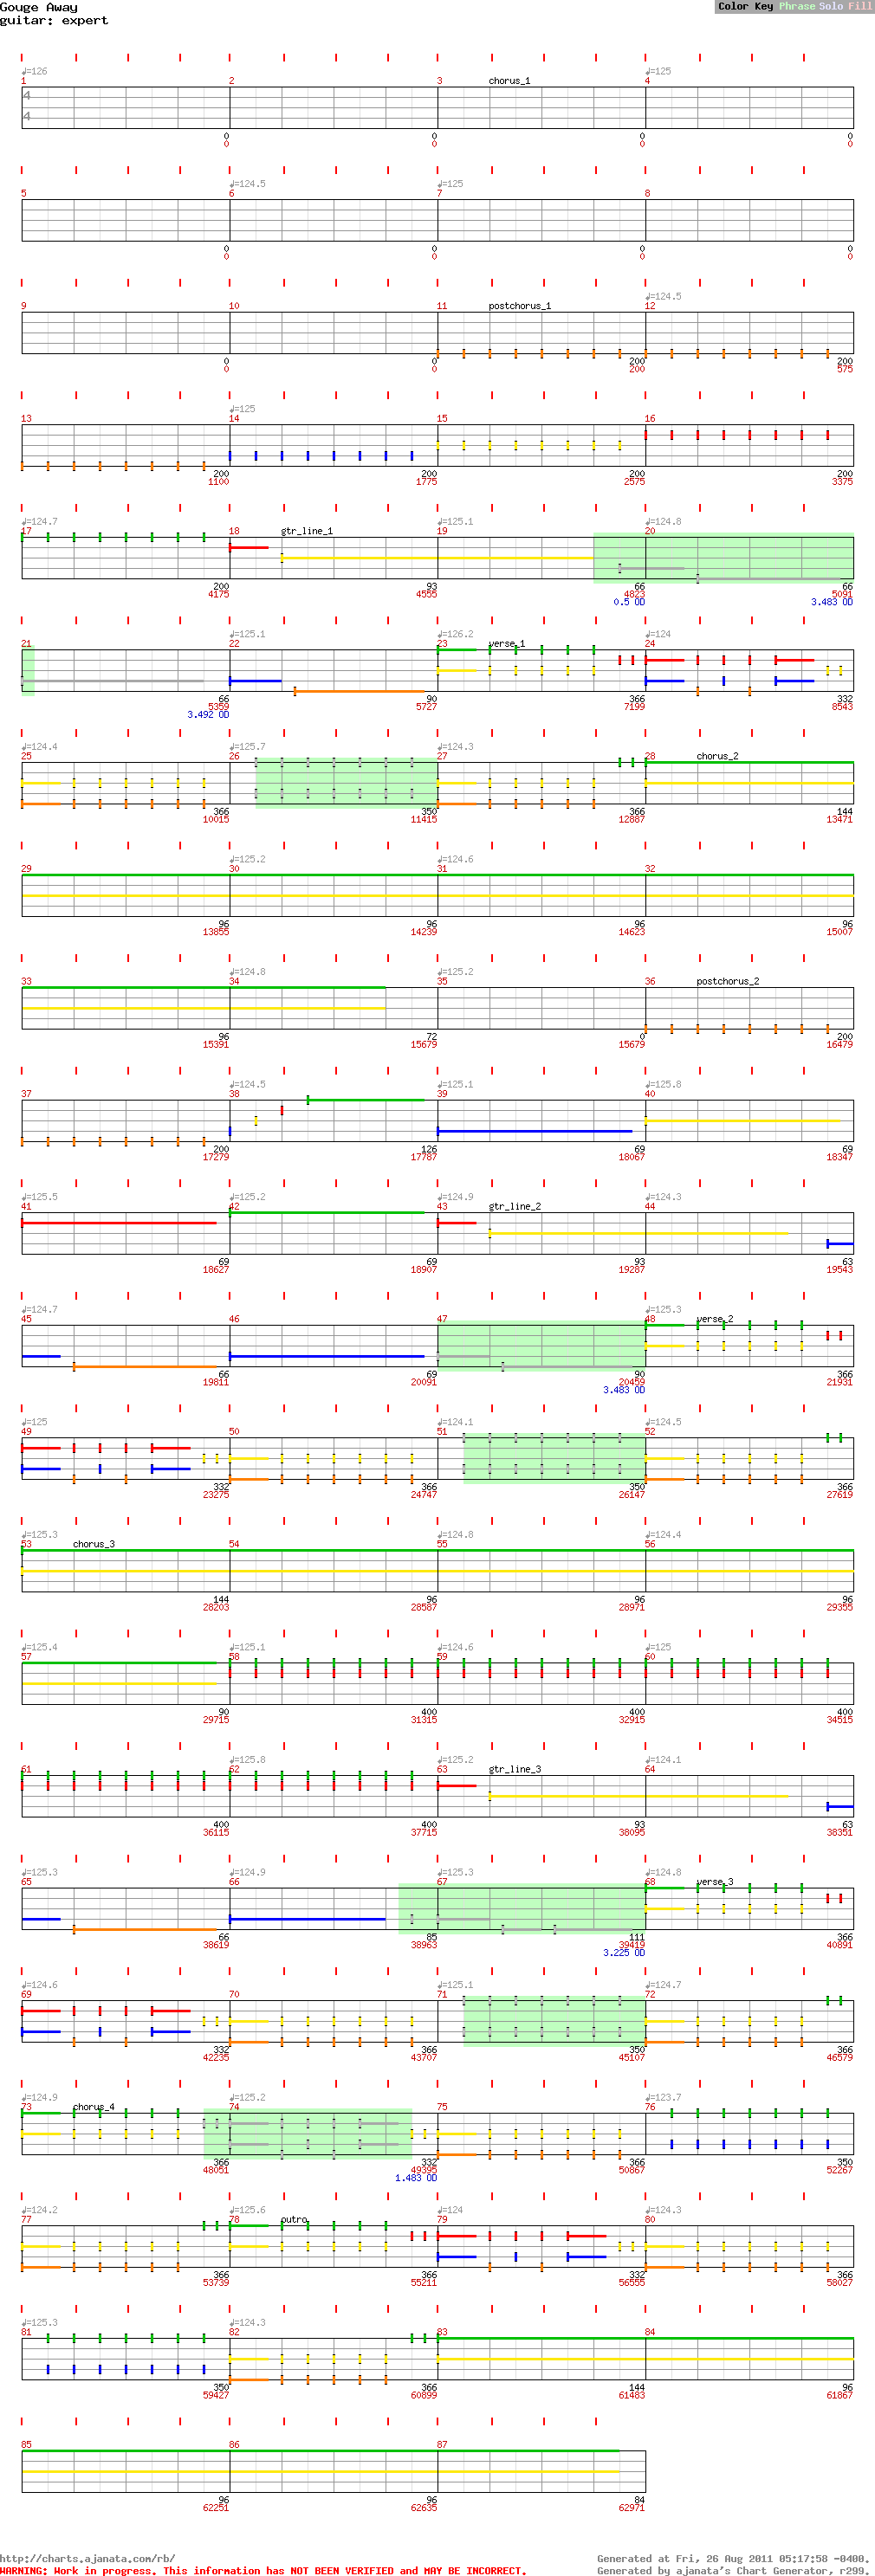 Gouge Away
guitar: expert
Color Key Phrase Solo Fill
♩=126 ♩=125
1 2 3 chorus_1 4
4
4
0 0 0 0
0 0 0 0
♩=124.5 ♩=125
5 6 7 8
0 0 0 0
0 0 0 0
♩=124.5
9 10 11 postchorus_1 12
0 0 200 200
0 0 200 575
♩=125
13 14 15 16
200 200 200 200
1100 1775 2575 3375
♩=124.7 ♩=125.1 ♩=124.8
17 18 gtr_line_1 19 20
200 93 66 66
4175 4555 4823 5091
0.5 OD 3.483 OD
♩=125.1 ♩=126.2 ♩=124
21 22 23 verse_1 24
66 90 366 332
5359 5727 7199 8543
3.492 OD
♩=124.4 ♩=125.7 ♩=124.3
25 26 27 28 chorus_2
366 350 366 144
10015 11415 12887 13471
♩=125.2 ♩=124.6
29 30 31 32
96 96 96 96
13855 14239 14623 15007
♩=124.8 ♩=125.2
33 34 35 36 postchorus_2
96 72 0 200
15391 15679 15679 16479
♩=124.5 ♩=125.1 ♩=125.8
37 38 39 40
200 126 69 69
17279 17787 18067 18347
♩=125.5 ♩=125.2 ♩=124.9 ♩=124.3
41 42 43 gtr_line_2 44
69 69 93 63
18627 18907 19287 19543
♩=124.7 ♩=125.3
45 46 47 48 verse_2
66 69 90 366
19811 20091 20459 21931
3.483 OD
♩=125 ♩=124.1 ♩=124.5
49 50 51 52
332 366 350 366
23275 24747 26147 27619
♩=125.3 ♩=124.8 ♩=124.4
53 chorus_3 54 55 56
144 96 96 96
28203 28587 28971 29355
♩=125.4 ♩=125.1 ♩=124.6 ♩=125
57 58 59 60
90 400 400 400
29715 31315 32915 34515
♩=125.8 ♩=125.2 ♩=124.1
61 62 63 gtr_line_3 64
400 400 93 63
36115 37715 38095 38351
♩=125.3 ♩=124.9 ♩=125.3 ♩=124.8
65 66 67 68 verse_3
66 85 111 366
38619 38963 39419 40891
3.225 OD
♩=124.6 ♩=125.1 ♩=124.7
69 70 71 72
332 366 350 366
42235 43707 45107 46579
♩=124.9 ♩=125.2 ♩=123.7
73 chorus_4 74 75 76
366 332 366 350
48051 49395 50867 52267
1.483 OD
♩=124.2 ♩=125.6 ♩=124 ♩=124.3
77 78 outro 79 80
366 366 332 366
53739 55211 56555 58027
♩=125.3 ♩=124.3
81 82 83 84
350 366 144 96
59427 60899 61483 61867
85 86 87
96 96 84
62251 62635 62971
http://charts.ajanata.com/rb/ Generated at Fri, 26 Aug 2011 05:17:58 -0400.
WARNING: Work in progress. This information has NOT BEEN VERIFIED and MAY BE INCORRECT. Generated by ajanata's Chart Generator, r299.